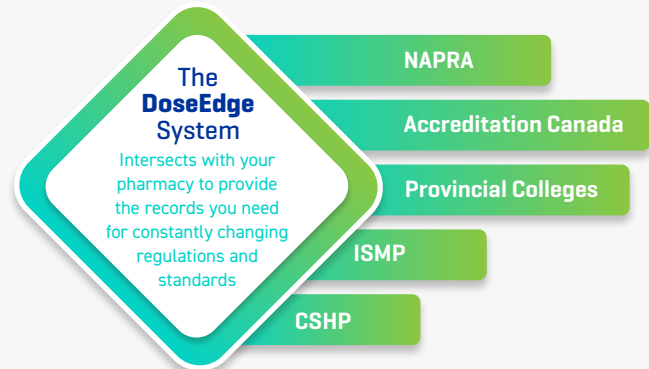 The
DoseEdge
System
Intersects with your
pharmacy to provide
the records you need
for constantly changing
regulations and
standards
NAPRA
Accreditation Canada
Provincial Colleges
ISMP
CSHP